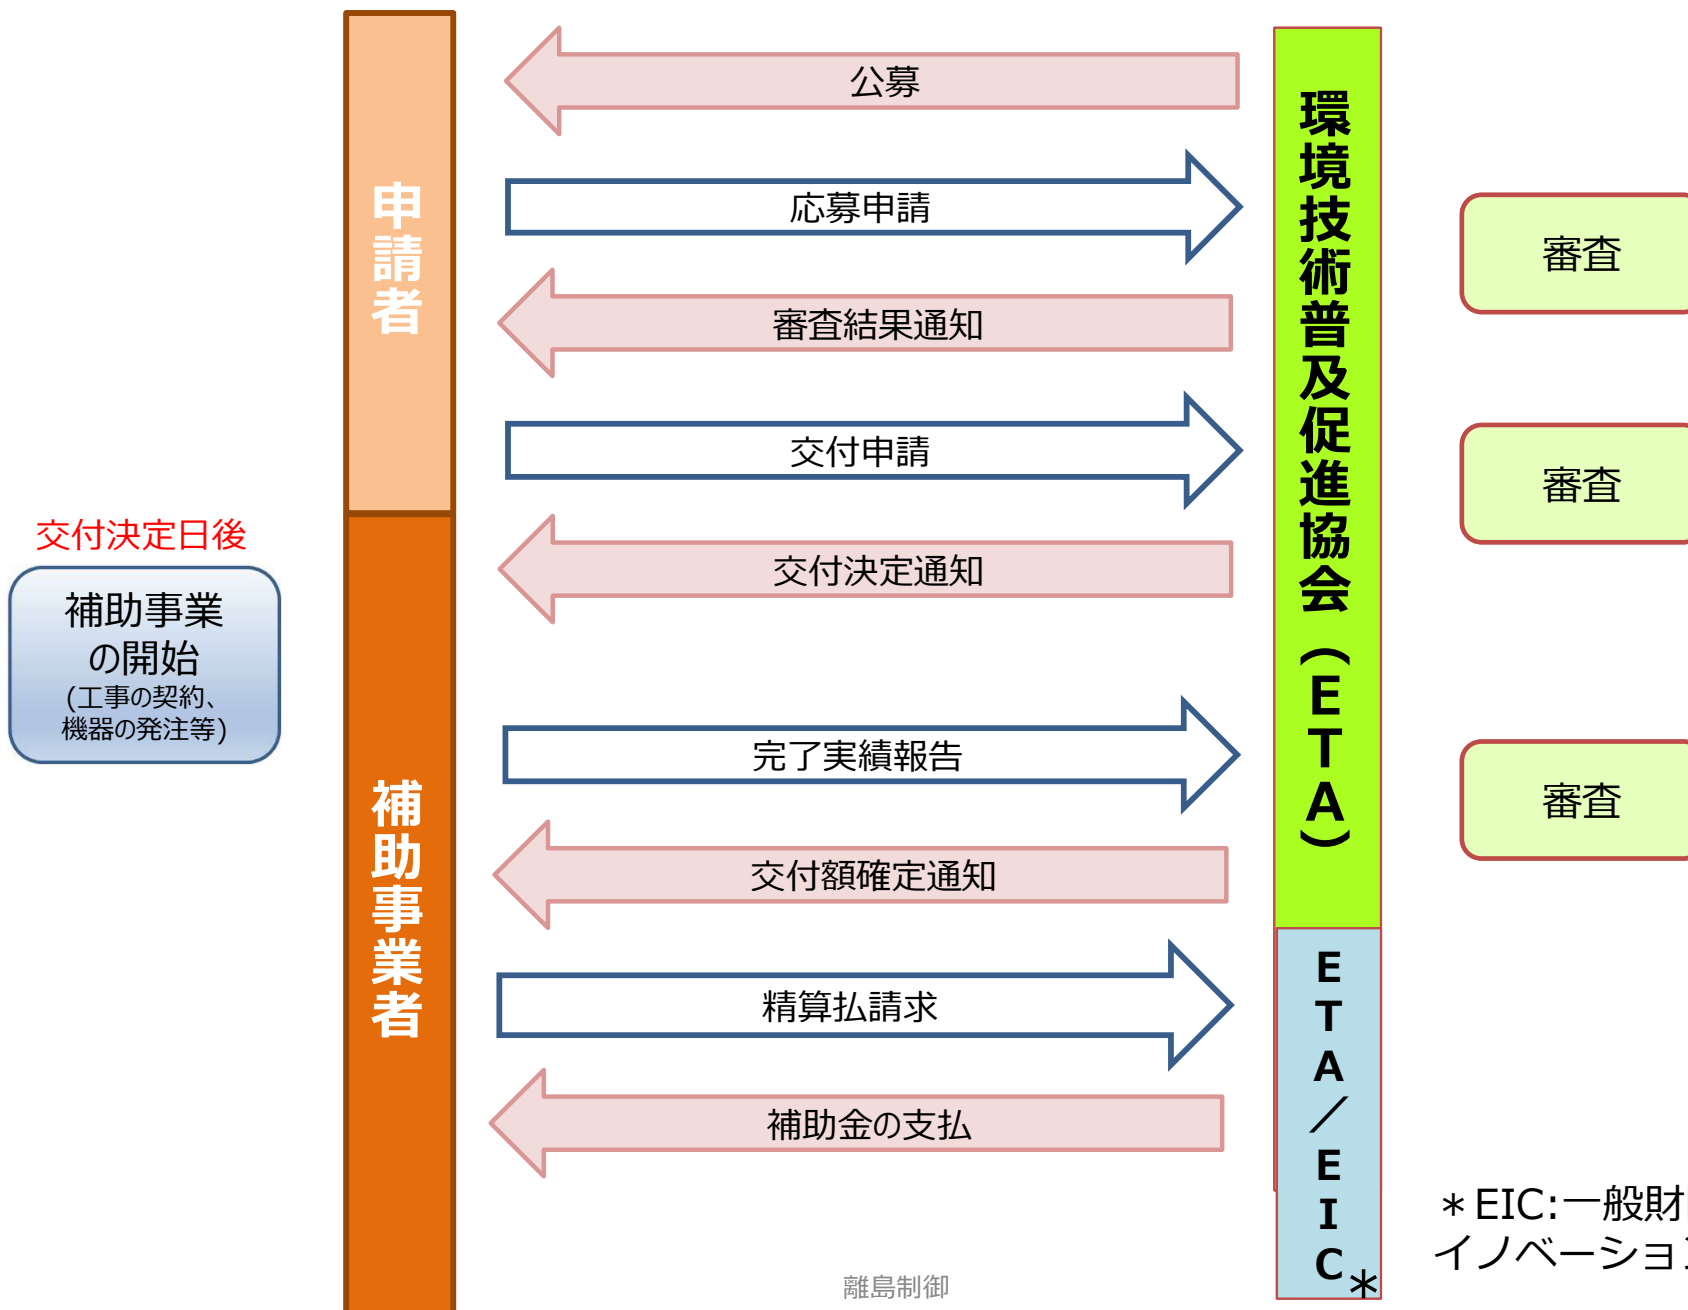 公募
応募申請
審査結果通知
交付申請
交付決定通知
完了実績報告
交付額確定通知
精算払請求
補助金の支払
申請者
補助事業者
交付決定日後
補助事業
の開始
(工事の契約、
機器の発注等)
環境技術普及促進協会（ETA）
ETA／EIC＊
審査
審査
審査
＊EIC:一般財
イノベーション
離島制御